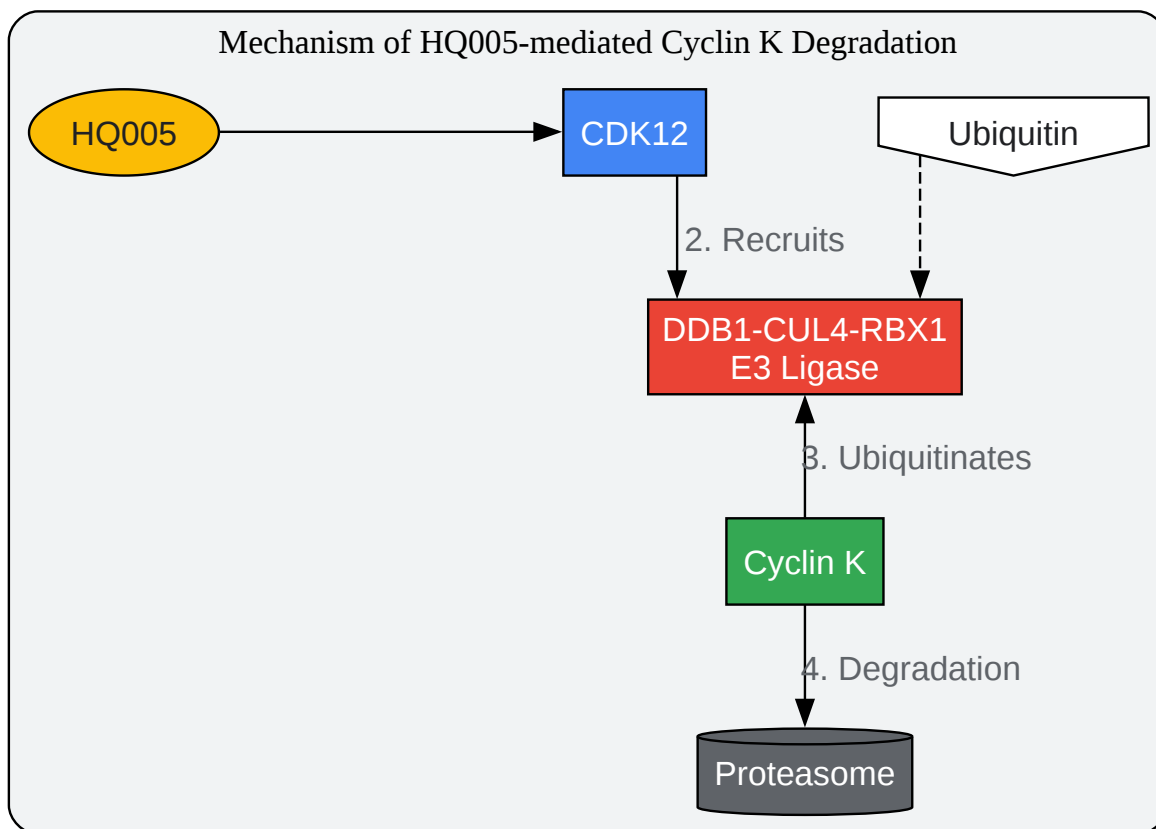 Mechanism of HQ005-mediated Cyclin K Degradation
HQ005
CDK12
Ubiquitin
2. Recruits
DDB1-CUL4-RBX1
E3 Ligase
3. Ubiquitinates
Cyclin K
4. Degradation
Proteasome